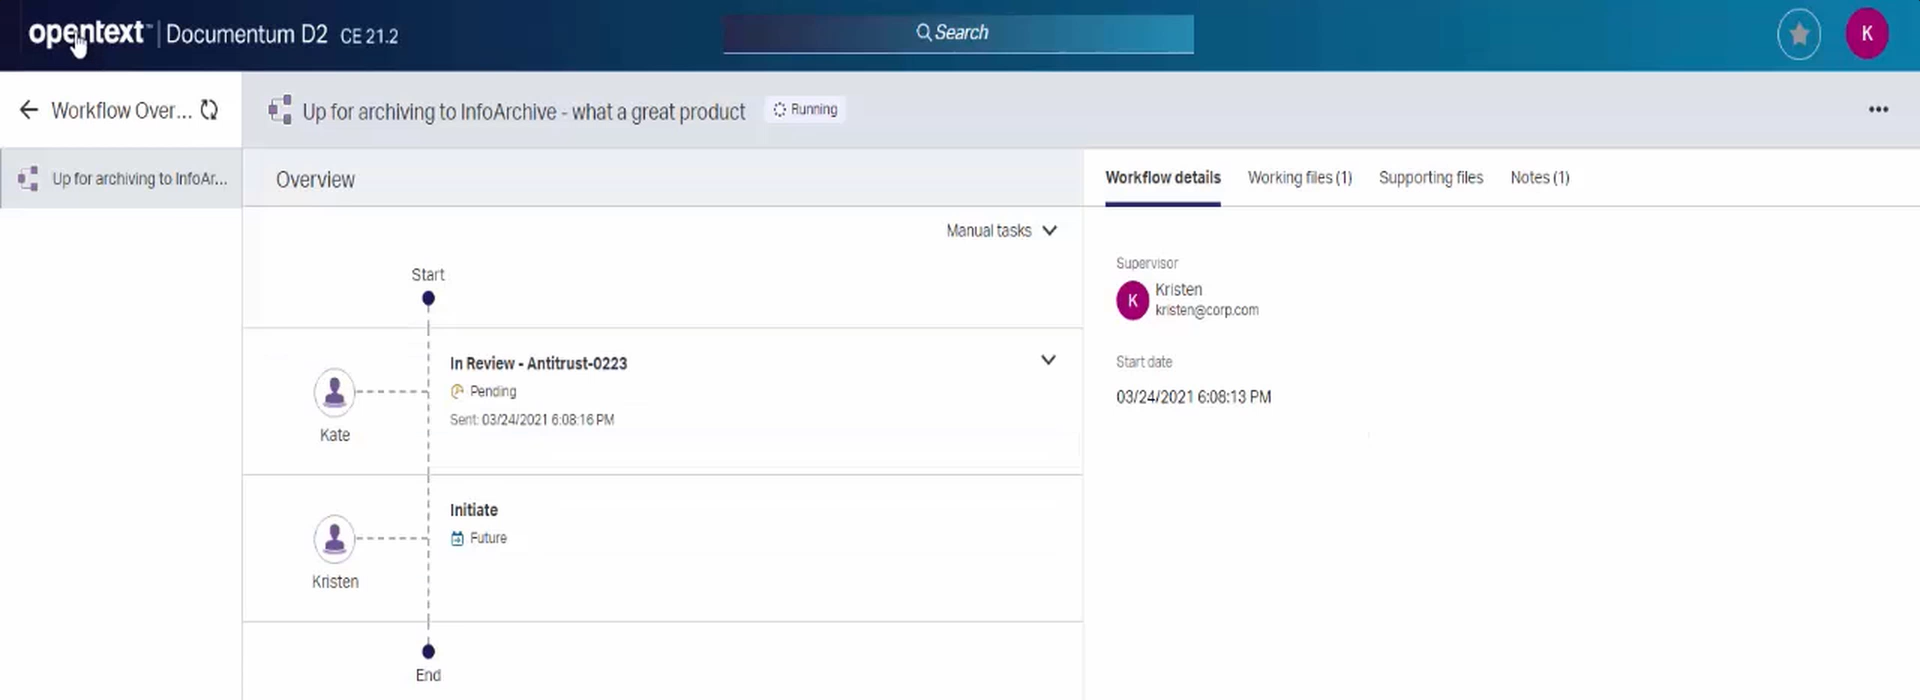 opentext™ | Documentum D2 CE 21.2
Search
K
Workflow Over...
Up for archiving to InfoArchive - what a great product
Running
Up for archiving to InfoAr...
Overview
Workflow details
Working files (1)
Supporting files
Notes (1)
Manual tasks
Start
Supervisor
K
Kristen
kristen@corp.com
In Review - Antitrust-0223
Pending
Sent: 03/24/2021 6:08:16 PM
Kate
Start date
03/24/2021 6:08:13 PM
Initiate
Future
Kristen
End